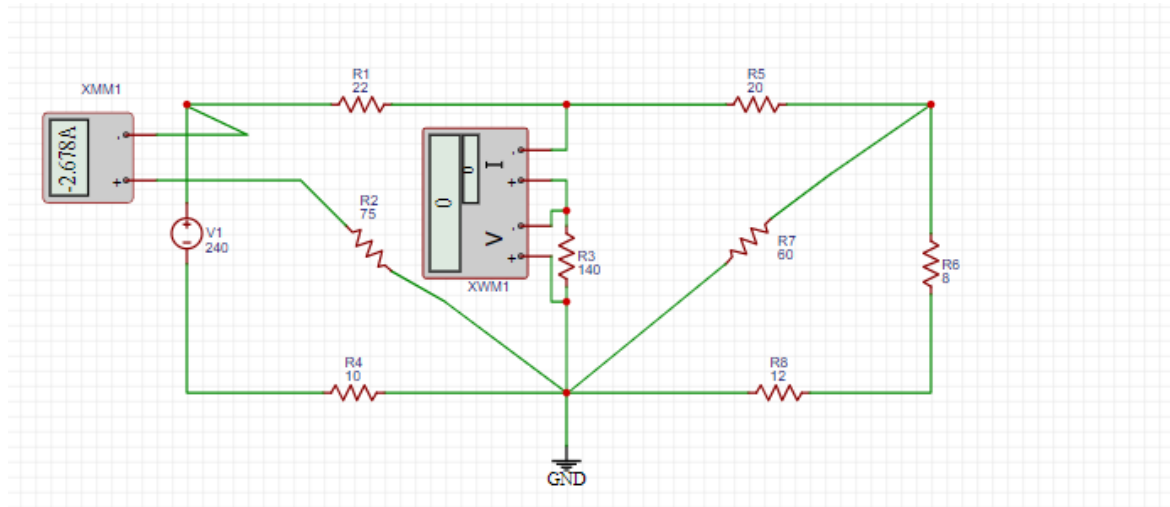 XMM1
-2.678A
-
+
R1
22
R5
20
R2
75
V1
240
+
-
0
0
I
-
+
V
-
+
XWM1
R3
140
R7
60
R6
8
R4
10
R8
12
GND